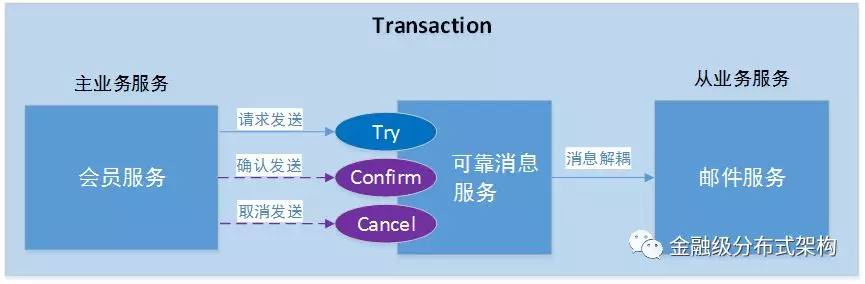 Transaction
主业务服务
从业务服务
会员服务
请求发送
确认发送
取消发送
Try
Confirm
Cancel
可靠消息
服务
消息解耦
邮件服务
金融级分布式架构